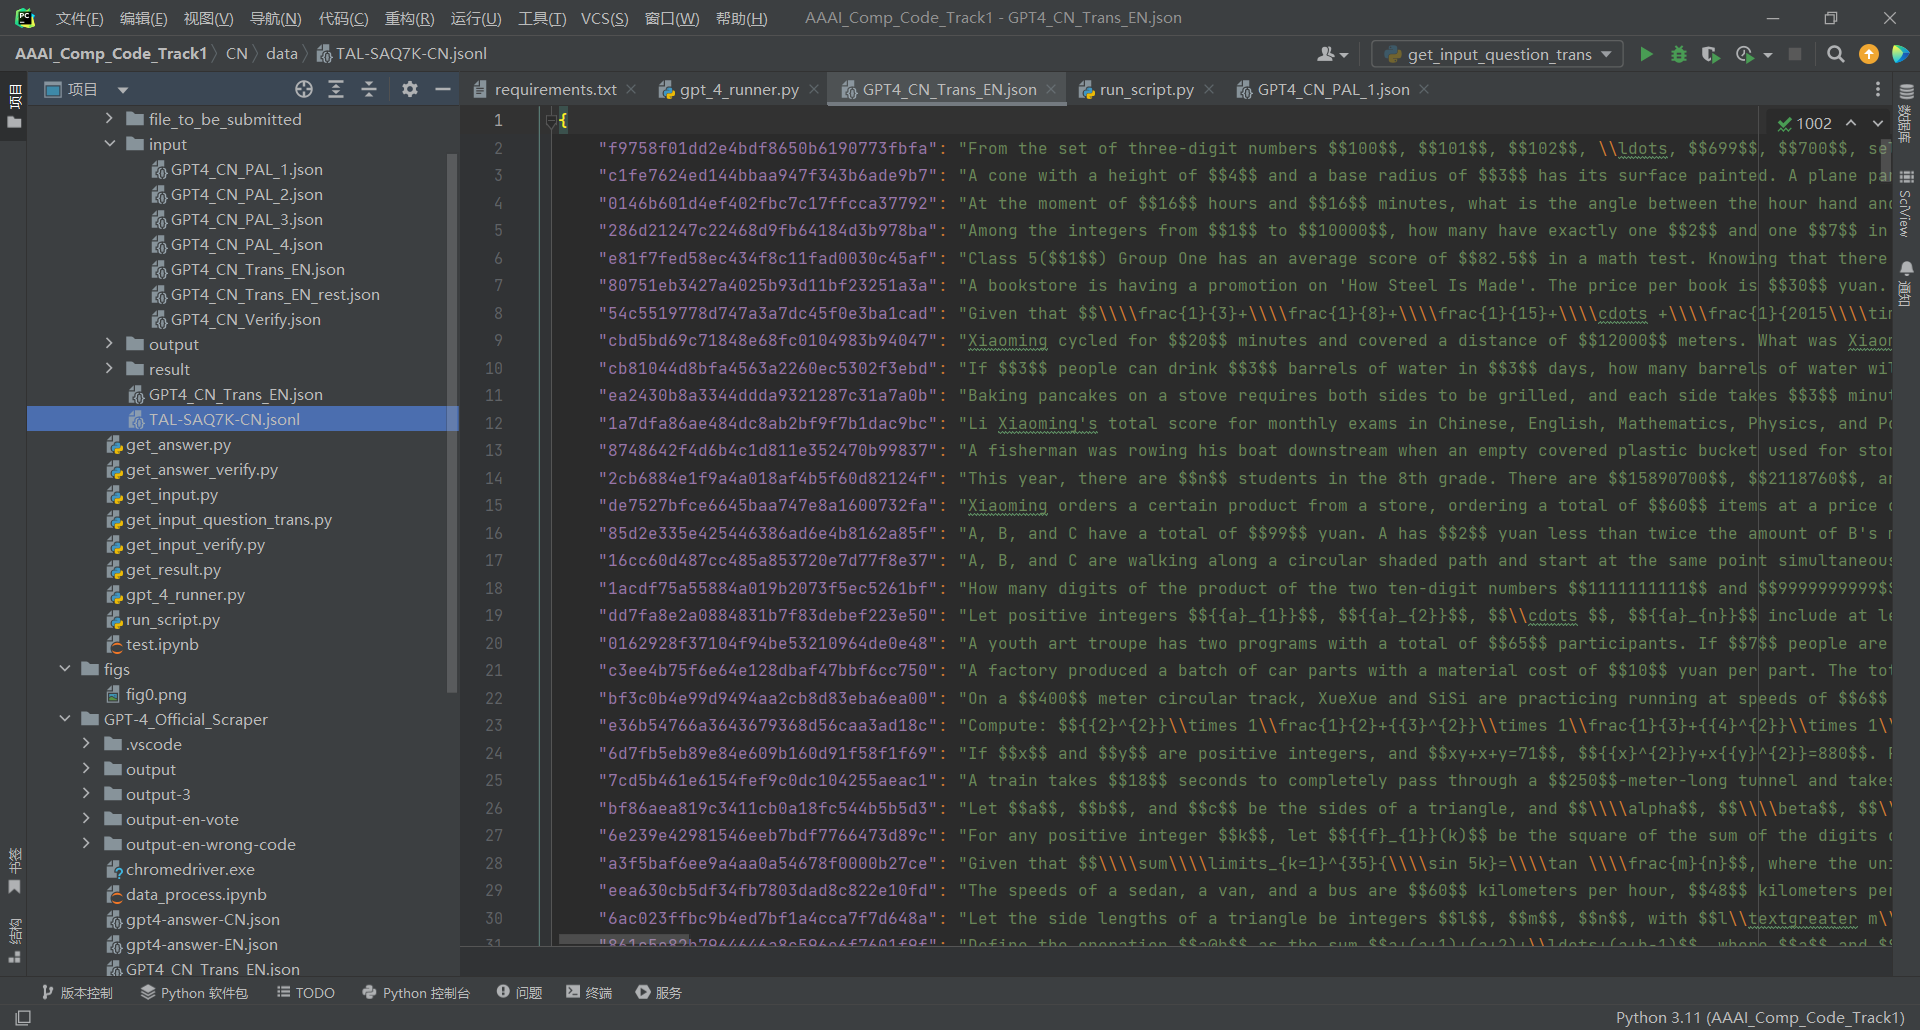 文件(F) 编辑(E) 视图(V) 导航(N) 代码(C) 重构(R) 运行(U) 工具(T) VCS(S) 窗口(W) 帮助(H) AAAI_Comp_Code_Track1 - GPT4_CN_Trans_EN.json
AAAI_Comp_Code_Track1 CN data TAL-SAQ7K-CN.jsonl get_input_question_trans
项目
项目
requirements.txt gpt_4_runner.py GPT4_CN_Trans_EN.json run_script.py GPT4_CN_PAL_1.json
file_to_be_submitted
input
GPT4_CN_PAL_1.json
GPT4_CN_PAL_2.json
GPT4_CN_PAL_3.json
GPT4_CN_PAL_4.json
GPT4_CN_Trans_EN.json
GPT4_CN_Trans_EN_rest.json
GPT4_CN_Verify.json
output
result
GPT4_CN_Trans_EN.json
TAL-SAQ7K-CN.jsonl
get_answer.py
get_answer_verify.py
get_input.py
get_input_question_trans.py
get_input_verify.py
get_result.py
gpt_4_runner.py
run_script.py
test.ipynb
figs
fig0.png
GPT-4_Official_Scraper
.vscode
output
output-3
output-en-vote
output-en-wrong-code
chromedriver.exe
data_process.ipynb
gpt4-answer-CN.json
gpt4-answer-EN.json
GPT4_CN_Trans_EN.json
书签
结构
1 {
1002
2 "f9758f01dd2e4bdf8650b6190773fbfa": "From the set of three-digit numbers $$100$$, $$101$$, $$102$$, \\ldots, $$699$$, $$700$$, se
3 "c1fe7624ed144bbaa947f343b6ade9b7": "A cone with a height of $$4$$ and a base radius of $$3$$ has its surface painted. A plane pa
4 "0146b601d4ef402fbc7c17ffcca37792": "At the moment of $$16$$ hours and $$16$$ minutes, what is the angle between the hour hand an
5 "286d21247c22468d9fb64184d3b978ba": "Among the integers from $$1$$ to $$10000$$, how many have exactly one $$2$$ and one $$7$$ in
6 "e81f7fed58ec434f8c11fad0030c45af": "Class 5($$1$$) Group One has an average score of $$82.5$$ in a math test. Knowing that there
7 "80751eb3427a4025b93d11bf23251a3a": "A bookstore is having a promotion on 'How Steel Is Made'. The price per book is $$30$$ yuan.
8 "54c5519778d747a3a7dc45f0e3ba1cad": "Given that $$\\\\frac{1}{3}+\\\\frac{1}{8}+\\\\frac{1}{15}+\\\\cdots +\\\\frac{1}{2015\\\\tim
9 "cbd5bd69c71848e68fc0104983b94047": "Xiaoming cycled for $$20$$ minutes and covered a distance of $$12000$$ meters. What was Xiaom
10 "cb81044d8bfa4563a2260ec5302f3ebd": "If $$3$$ people can drink $$3$$ barrels of water in $$3$$ days, how many barrels of water wil
11 "ea2430b8a3344ddda9321287c31a7a0b": "Baking pancakes on a stove requires both sides to be grilled, and each side takes $$3$$ minut
12 "1a7dfa86ae484dc8ab2bf9f7b1dac9bc": "Li Xiaoming's total score for monthly exams in Chinese, English, Mathematics, Physics, and Po
13 "8748642f4d6b4c1d811e352470b99837": "A fisherman was rowing his boat downstream when an empty covered plastic bucket used for stor
14 "2cb6884e1f9a4a018af4b5f60d82124f": "This year, there are $$n$$ students in the 8th grade. There are $$15890700$$, $$2118760$$, an
15 "de7527bfce6645baa747e8a1600732fa": "Xiaoming orders a certain product from a store, ordering a total of $$60$$ items at a price o
16 "85d2e335e425446386ad6e4b8162a85f": "A, B, and C have a total of $$99$$ yuan. A has $$2$$ yuan less than twice the amount of B's m
17 "16cc60d487cc485a853720e7d77f8e37": "A, B, and C are walking along a circular shaded path and start at the same point simultaneous
18 "1acdf75a55884a019b2073f5ec5261bf": "How many digits of the product of the two ten-digit numbers $$1111111111$$ and $$9999999999$$
19 "dd7fa8e2a0884831b7f83debef223e50": "Let positive integers $${{a}_{1}}$$, $${{a}_{2}}$$, $$\\cdots $$, $${{a}_{n}}$$ include at le
20 "0162928f37104f94be53210964de0e48": "A youth art troupe has two programs with a total of $$65$$ participants. If $$7$$ people are
21 "c3ee4b75f6e64e128dbaf47bbf6cc750": "A factory produced a batch of car parts with a material cost of $$10$$ yuan per part. The tot
22 "bf3c0b4e99d9494aa2cb8d83eba6ea00": "On a $$400$$ meter circular track, XueXue and SiSi are practicing running at speeds of $$6$$
23 "e36b54766a3643679368d56caa3ad18c": "Compute: $${{2}^{2}}\\times 1\\frac{1}{2}+{{3}^{2}}\\times 1\\frac{1}{3}+{{4}^{2}}\\times 1\
24 "6d7fb5eb89e84e609b160d91f58f1f69": "If $$x$$ and $$y$$ are positive integers, and $$xy+x+y=71$$, $${{x}^{2}}y+x{{y}^{2}}=880$$. F
25 "7cd5b461e6154fef9c0dc104255aeac1": "A train takes $$18$$ seconds to completely pass through a $$250$$-meter-long tunnel and takes
26 "bf86aea819c3411cb0a18fc544b5b5d3": "Let $$a$$, $$b$$, and $$c$$ be the sides of a triangle, and $$\\\\alpha$$, $$\\\\beta$$, $$\\
27 "6e239e42981546eeb7bdf7766473d89c": "For any positive integer $$k$$, let $${{f}_{1}}(k)$$ be the square of the sum of the digits o
28 "a3f5baf6ee9a4aa0a54678f0000b27ce": "Given that $$\\\\sum\\\\limits_{k=1}^{35}{\\\\sin 5k}=\\\\tan \\\\frac{m}{n}$$, where the uni
29 "eea630cb5df34fb7803dad8c822e10fd": "The speeds of a sedan, a van, and a bus are $$60$$ kilometers per hour, $$48$$ kilometers per
30 "6ac023ffbc9b4ed7bf1a4cca7f7d648a": "Let the side lengths of a triangle be integers $$l$$, $$m$$, $$n$$, with $$l\\textgreater m\
31
数据库
SciView
通知
版本控制 Python 软件包 TODO Python 控制台 问题 终端 服务
Python 3.11 (AAAI_Comp_Code_Track1)